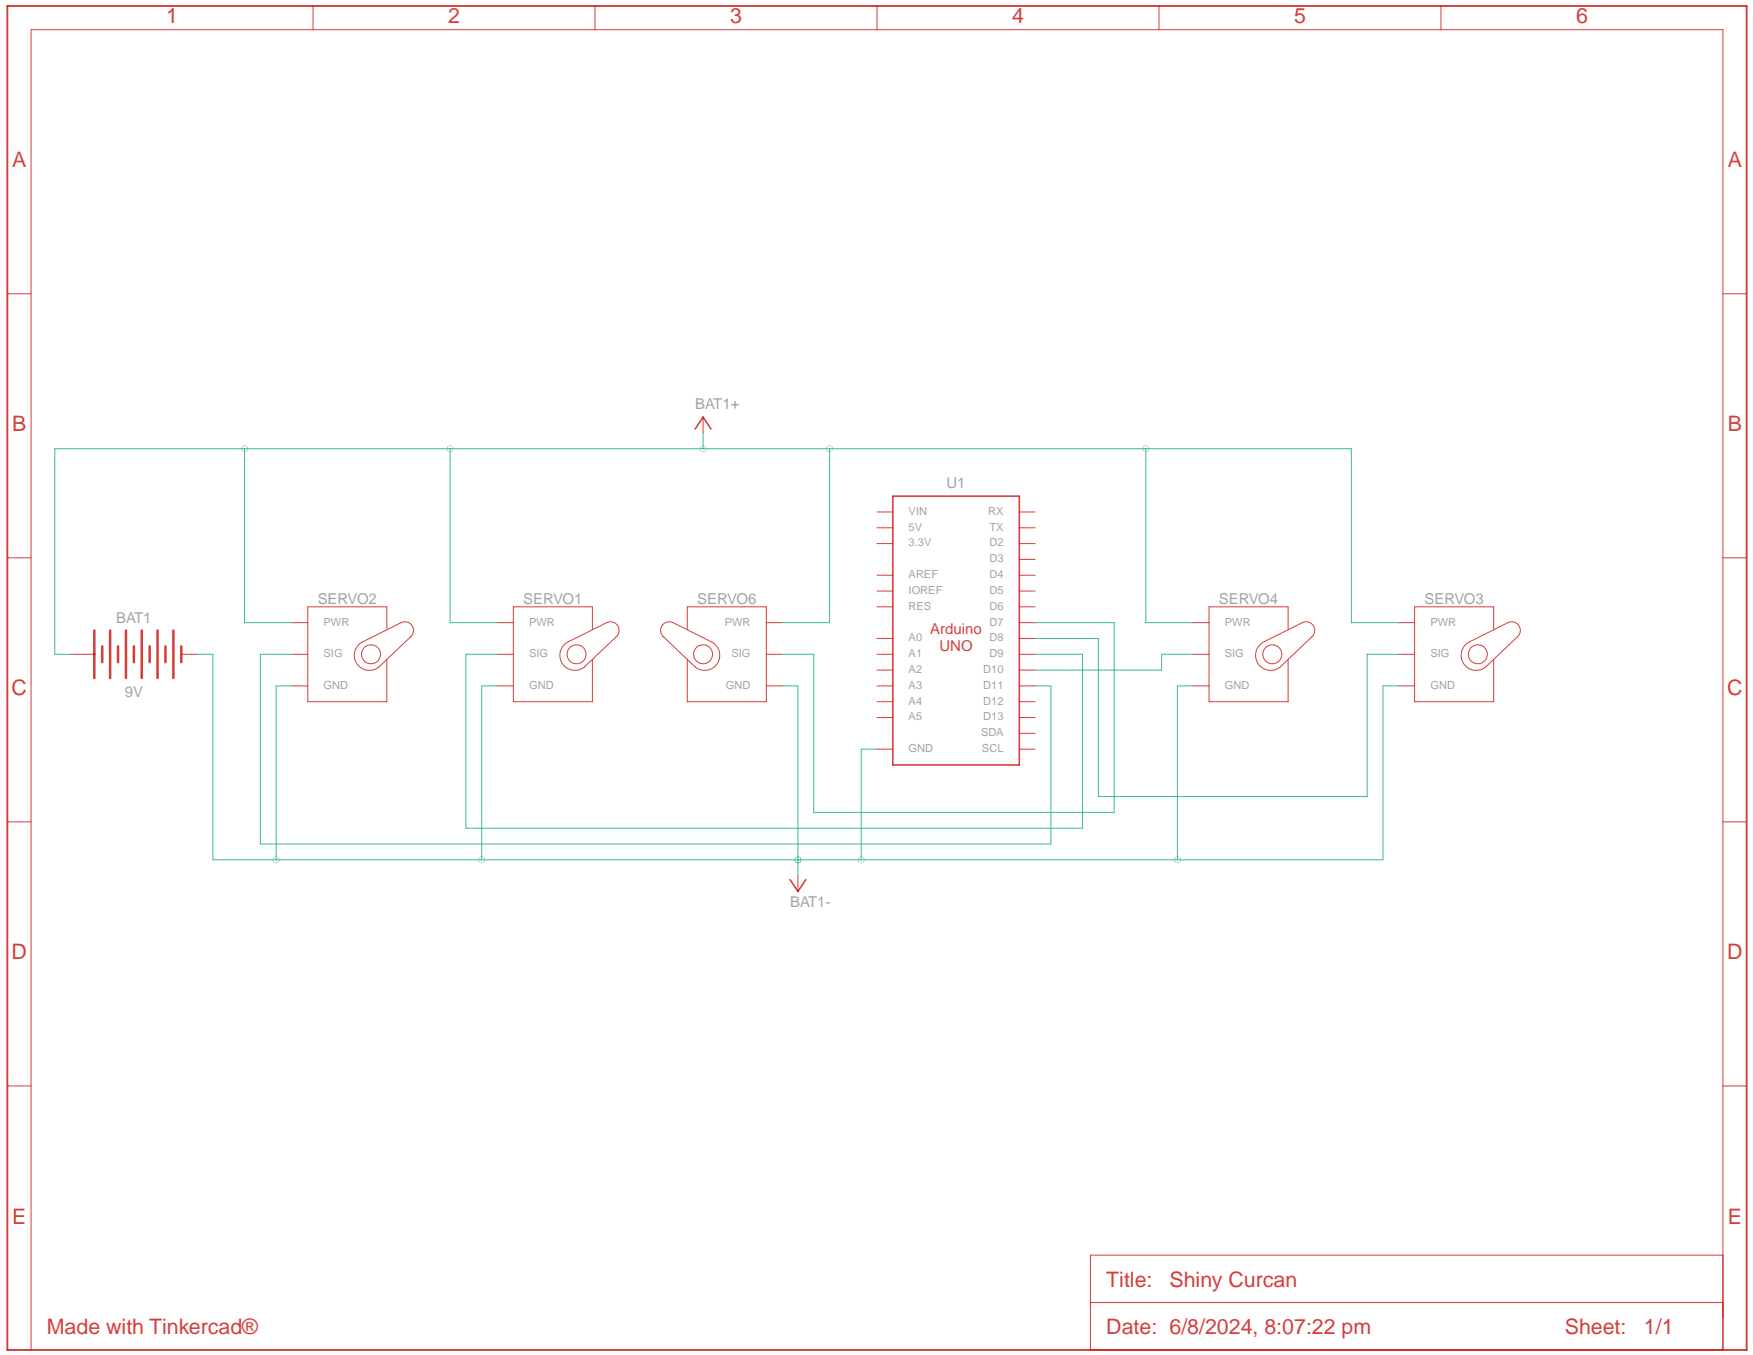 1 2 3 4 5 6
A A
B B
C C
D D
E E
BAT1+
U1
VIN RX
5V TX
3.3V D2
D3
AREF D4
IOREF D5
RES D6
D7
A0 D8
A1 D9
A2 D10
A3 D11
A4 D12
A5 D13
SDA
GND SCL
Arduino
UNO
BAT1
9V
SERVO2
PWR
SIG
GND
SERVO1
PWR
SIG
GND
SERVO6
PWR
SIG
GND
SERVO4
PWR
SIG
GND
SERVO3
PWR
SIG
GND
BAT1-
Title: Shiny Curcan
Made with Tinkercad®
Date: 6/8/2024, 8:07:22 pm Sheet: 1/1